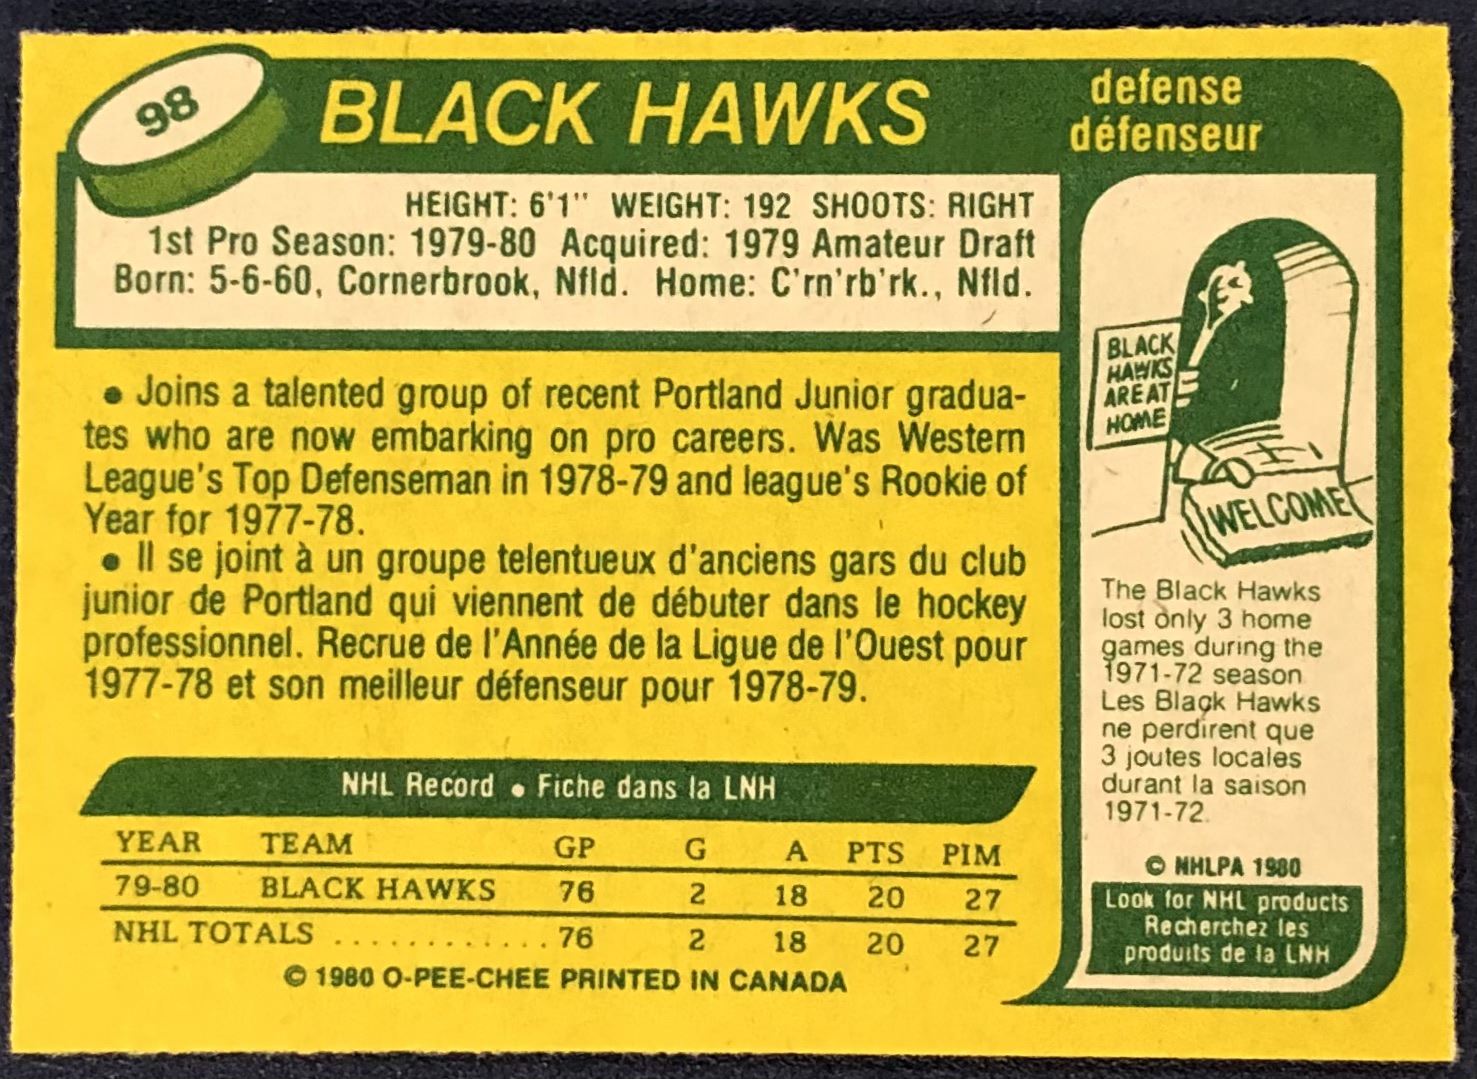 98
BLACK HAWKS
defense
défenseur
HEIGHT: 6'1" WEIGHT: 192 SHOOTS: RIGHT
1st Pro Season: 1979-80 Acquired: 1979 Amateur Draft
Born: 5-6-60, Cornerbrook, Nfld. Home: C'rn'rb'rk., Nfld.
• Joins a talented group of recent Portland Junior gradua-
tes who are now embarking on pro careers. Was Western
League's Top Defenseman in 1978-79 and league's Rookie of
Year for 1977-78.
• Il se joint à un groupe telentueux d'anciens gars du club
junior de Portland qui viennent de débuter dans le hockey
professionnel. Recrue de l'Année de la Ligue de l'Ouest pour
1977-78 et son meilleur défenseur pour 1978-79.
NHL Record • Fiche dans la LNH
YEAR TEAM GP G A PTS PIM
79-80 BLACK HAWKS 76 2 18 20 27
NHL TOTALS ............. 76 2 18 20 27
© 1980 O-PEE-CHEE PRINTED IN CANADA
BLACK
HAWKS
ARE AT
HOME
WELCOME
The Black Hawks
lost only 3 home
games during the
1971-72 season
Les Black Hawks
ne perdirent que
3 joutes locales
durant la saison
1971-72.
© NHLPA 1980
Look for NHL products
Recherchez les
produits de la LNH